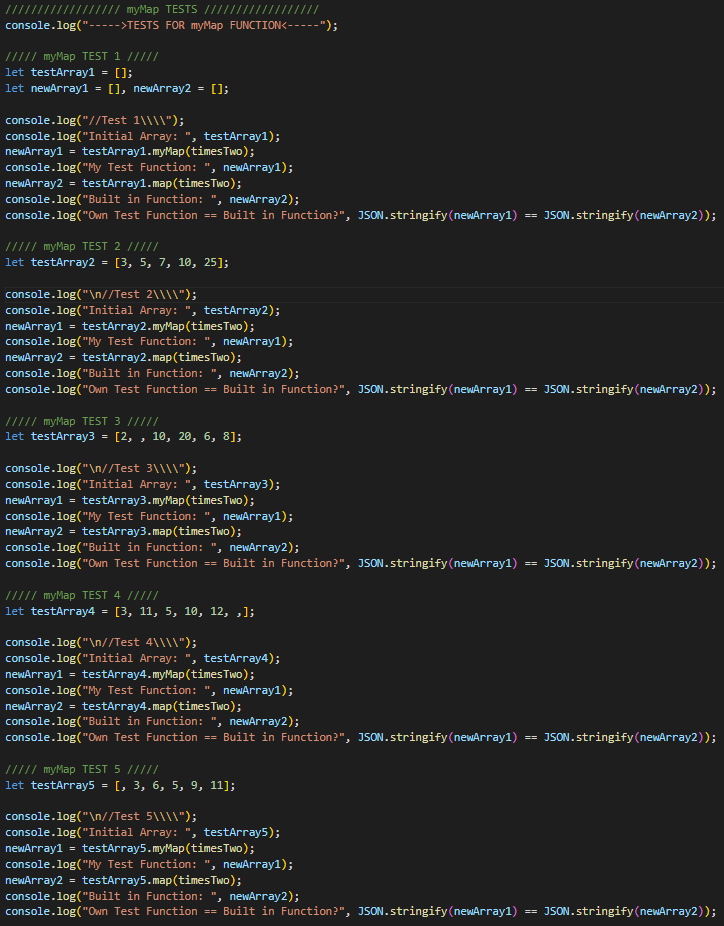 ////////////////// myMap TESTS //////////////////
console.log("----->TESTS FOR myMap FUNCTION<-----");
///// myMap TEST 1 /////
let testArray1 = [];
let newArray1 = [], newArray2 = [];
console.log("//Test 1\\\\");
console.log("Initial Array: ", testArray1);
newArray1 = testArray1.myMap(timesTwo);
console.log("My Test Function: ", newArray1);
newArray2 = testArray1.map(timesTwo);
console.log("Built in Function: ", newArray2);
console.log("Own Test Function == Built in Function?", JSON.stringify(newArray1) == JSON.stringify(newArray2));
///// myMap TEST 2 /////
let testArray2 = [3, 5, 7, 10, 25];
console.log("\n//Test 2\\\\");
console.log("Initial Array: ", testArray2);
newArray1 = testArray2.myMap(timesTwo);
console.log("My Test Function: ", newArray1);
newArray2 = testArray2.map(timesTwo);
console.log("Built in Function: ", newArray2);
console.log("Own Test Function == Built in Function?", JSON.stringify(newArray1) == JSON.stringify(newArray2));
///// myMap TEST 3 /////
let testArray3 = [2, , 10, 20, 6, 8];
console.log("\n//Test 3\\\\");
console.log("Initial Array: ", testArray3);
newArray1 = testArray3.myMap(timesTwo);
console.log("My Test Function: ", newArray1);
newArray2 = testArray3.map(timesTwo);
console.log("Built in Function: ", newArray2);
console.log("Own Test Function == Built in Function?", JSON.stringify(newArray1) == JSON.stringify(newArray2));
///// myMap TEST 4 /////
let testArray4 = [3, 11, 5, 10, 12, ,];
console.log("\n//Test 4\\\\");
console.log("Initial Array: ", testArray4);
newArray1 = testArray4.myMap(timesTwo);
console.log("My Test Function: ", newArray1);
newArray2 = testArray4.map(timesTwo);
console.log("Built in Function: ", newArray2);
console.log("Own Test Function == Built in Function?", JSON.stringify(newArray1) == JSON.stringify(newArray2));
///// myMap TEST 5 /////
let testArray5 = [, 3, 6, 5, 9, 11];
console.log("\n//Test 5\\\\");
console.log("Initial Array: ", testArray5);
newArray1 = testArray5.myMap(timesTwo);
console.log("My Test Function: ", newArray1);
newArray2 = testArray5.map(timesTwo);
console.log("Built in Function: ", newArray2);
console.log("Own Test Function == Built in Function?", JSON.stringify(newArray1) == JSON.stringify(newArray2));